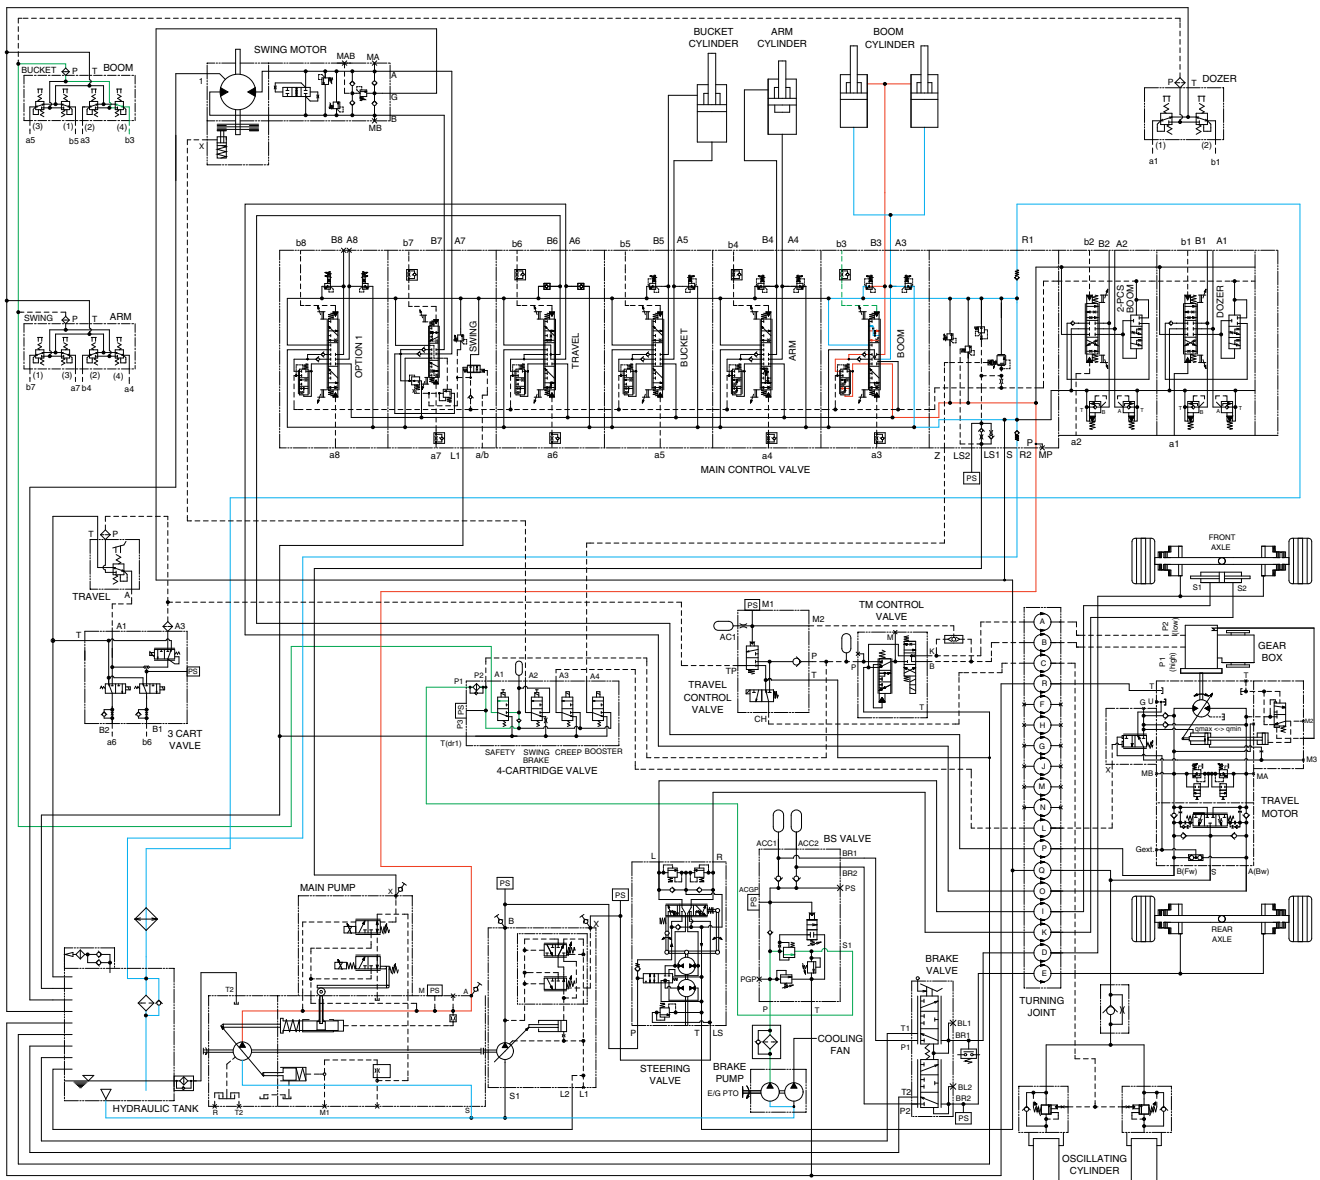 BUCKET P T BOOM
(3) (1) (2) (4)
a5 b5 a3 b3
SWING MOTOR
MAB MA
1 A
G
B
MB
X
BUCKET
CYLINDER
ARM
CYLINDER
BOOM
CYLINDER
P T DOZER
(1) (2)
a1 b1
SWING P T ARM
(1) (3) (2) (4)
b7 a7 b4 a4
b8 B8 A8 b7 B7 A7 b6 B6 A6 b5 B5 A5 b4 B4 A4 b3 B3 A3 R1 b2 B2 A2 b1 B1 A1
OPTION 1
SWING
TRAVEL
BUCKET
ARM
BOOM
2-PCS
BOOM
DOZER
T B A T T B A T
a8 a7 L1 a/b a6 a5 a4 a3 Z LS2 LS1 S R2 P MP a2 a1
MAIN CONTROL VALVE
PS
T P
TRAVEL
A
A1 A3
T
PS
B2 B1
a6 b6
3 CART
VAVLE
P1 P2 A1 A2 A3 A4
PS
P3
T(dr1)
SAFETY SWING
BRAKE CREEP BOOSTER
4-CARTRIDGE VALVE
PS M1
M2
AC1
TP
P
T
CH
TRAVEL
CONTROL
VALVE
TM CONTROL
VALVE
M
P
K
B
T
A
B
C
R
F
H
G
J
M
N
L
P
Q
O
I
K
D
E
TURNING
JOINT
FRONT
AXLE
S1 S2
P2
(low)
P1
(High)
GEAR
BOX
T
G U
T
M2
qmax <-> qmin
X
M3
MB MA
TRAVEL
MOTOR
Gext.
B(Fw) S A(Bw)
REAR
AXLE
MAIN PUMP
X
T2
M PS A
R T2 M1 S
HYDRAULIC TANK
PS
B X
S1 L2 L1
PS
L R
P T LS
STEERING
VALVE
BS VALVE
ACC1 ACC2
BR1
BR2
ACGP
PS
PS
S1
PGP
P T
COOLING
FAN
BRAKE
PUMP
E/G PTO
BRAKE
VALVE
T1
P1
BL1
BR1
T2
P2
BL2
BR2
PS
OSCILLATING
CYLINDER